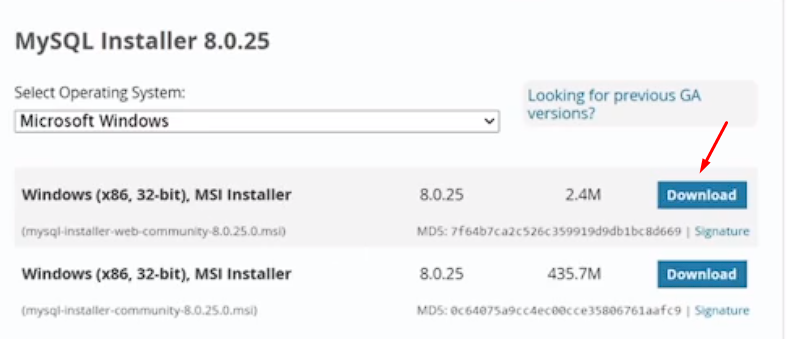 MySQL Installer 8.0.25
Select Operating System:
Microsoft Windows
Looking for previous GA
versions?
Windows (x86, 32-bit), MSI Installer 8.0.25 2.4M Download
(mysql-installer-web-community-8.0.25.0.msi) MD5: 7f64b7ca2c526c359919d9db1bc8d669 | Signature
Windows (x86, 32-bit), MSI Installer 8.0.25 435.7M Download
(mysql-installer-community-8.0.25.0.msi) MD5: 0c64075a9cc4ec00cce35806761aafc9 | Signature